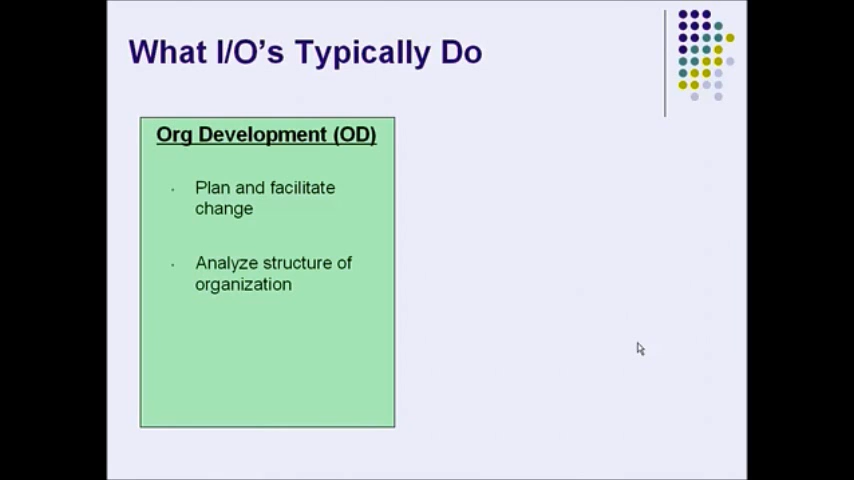 What I/O's Typically Do
Org Development (OD)
· Plan and facilitate
change
· Analyze structure of
organization